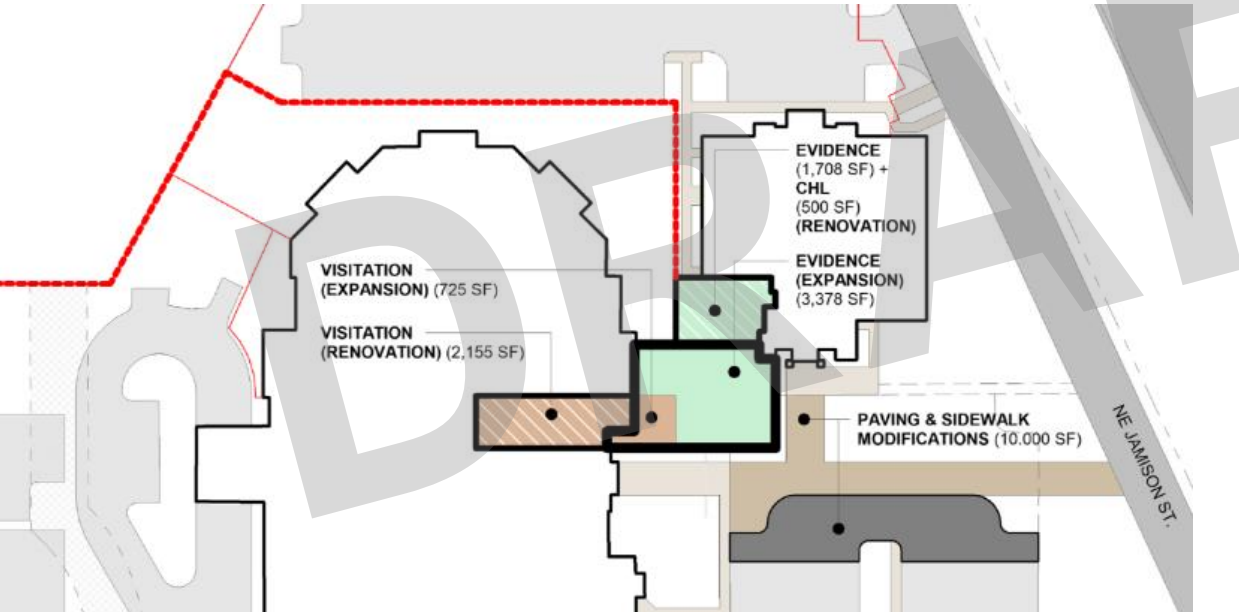 EVIDENCE
(1,708 SF) +
CHL
(500 SF)
(RENOVATION)
EVIDENCE
(EXPANSION)
(3,378 SF)
VISITATION
(EXPANSION) (725 SF)
VISITATION
(RENOVATION) (2,155 SF)
PAVING & SIDEWALK
MODIFICATIONS (10.000 SF)
NE JAMISON ST.
DRAF